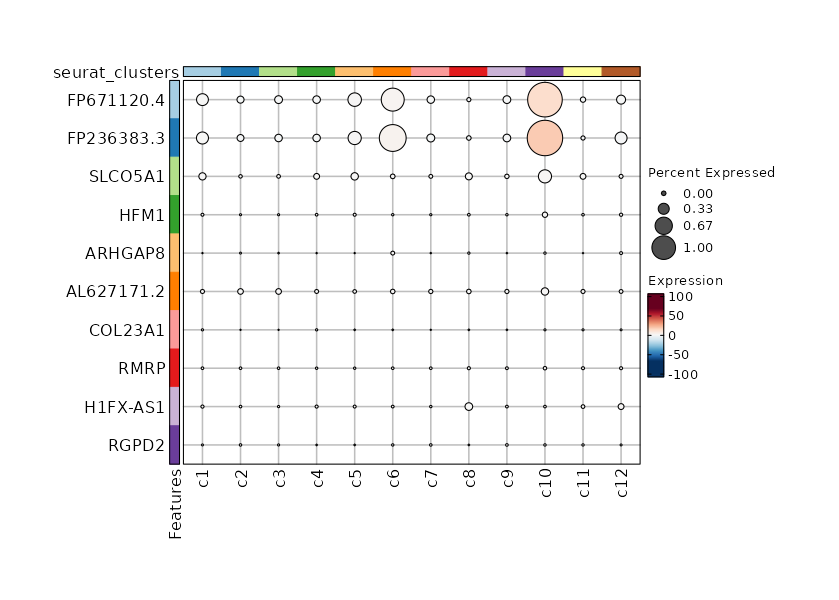 seurat_clusters
FP671120.4
FP236383.3
SLCO5A1
HFM1
ARHGAP8
AL627171.2
COL23A1
RMRP
H1FX-AS1
RGPD2
Features
c1
c2
c3
c4
c5
c6
c7
c8
c9
c10
c11
c12
Percent Expressed
0.00
0.33
0.67
1.00
Expression
100
50
0
-50
-100